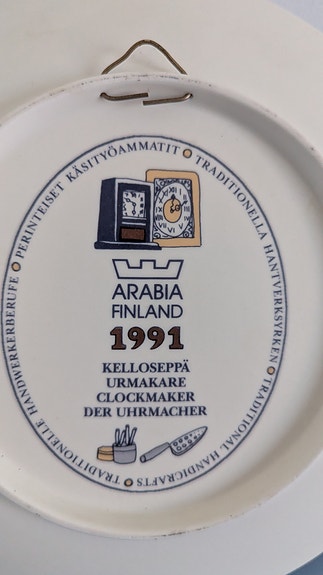 PERINTEISET KÄSITYÖAMMATIT
TRADITIONELLA HANTVERKSYRKEN
TRADITIONAL HANDICRAFTS
TRADITIONELLE HANDWERKERBERUFE
ARABIA
FINLAND
1991
KELLOSEPPÄ
URMAKARE
CLOCKMAKER
DER UHRMACHER